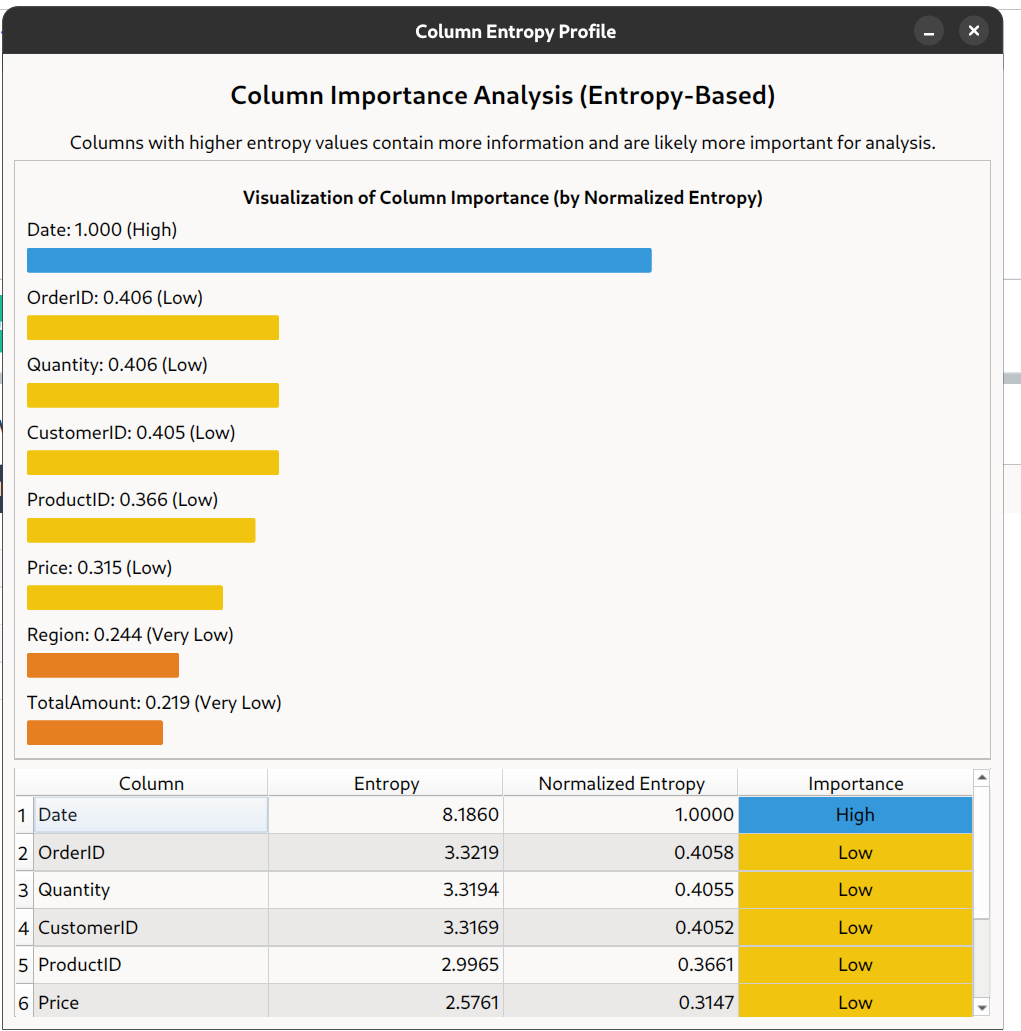 Column Entropy Profile
Column Importance Analysis (Entropy-Based)
Columns with higher entropy values contain more information and are likely more important for analysis.
Visualization of Column Importance (by Normalized Entropy)
Date: 1.000 (High)
OrderID: 0.406 (Low)
Quantity: 0.406 (Low)
CustomerID: 0.405 (Low)
ProductID: 0.366 (Low)
Price: 0.315 (Low)
Region: 0.244 (Very Low)
TotalAmount: 0.219 (Very Low)
Column Entropy Normalized Entropy Importance
1 Date 8.1860 1.0000 High
2 OrderID 3.3219 0.4058 Low
3 Quantity 3.3194 0.4055 Low
4 CustomerID 3.3169 0.4052 Low
5 ProductID 2.9965 0.3661 Low
6 Price 2.5761 0.3147 Low